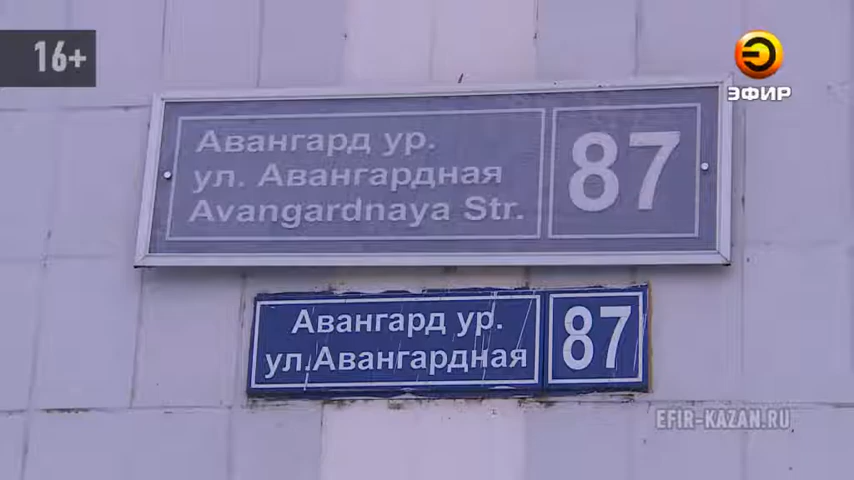 16+
ЭФИР
Авангард ур.
ул. Авангардная
Avangardnaya Str.
87
Авангард ур.
ул.Авангардная
87
EFIR-KAZAN.RU